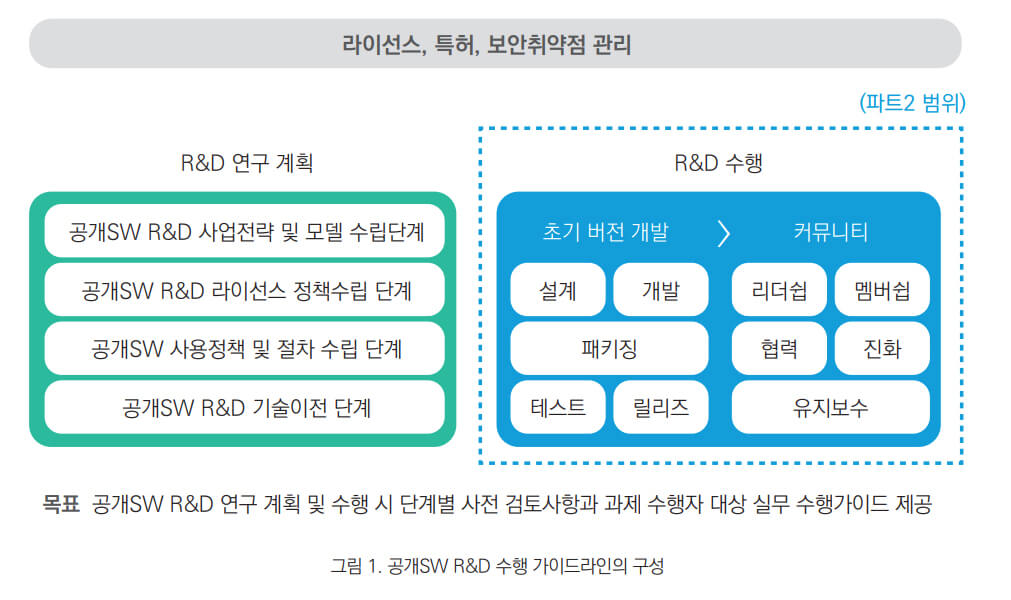 라이선스, 특허, 보안취약점 관리
(파트2 범위)
R&D 연구 계획
공개SW R&D 사업전략 및 모델 수립단계
공개SW R&D 라이선스 정책수립 단계
공개SW 사용정책 및 절차 수립 단계
공개SW R&D 기술이전 단계
R&D 수행
초기 버전 개발 > 커뮤니티
설계 개발 리더쉽 멤버쉽
패키징 협력 진화
테스트 릴리즈 유지보수
목표 공개SW R&D 연구 계획 및 수행 시 단계별 사전 검토사항과 과제 수행자 대상 실무 수행가이드 제공
그림 1. 공개SW R&D 수행 가이드라인의 구성